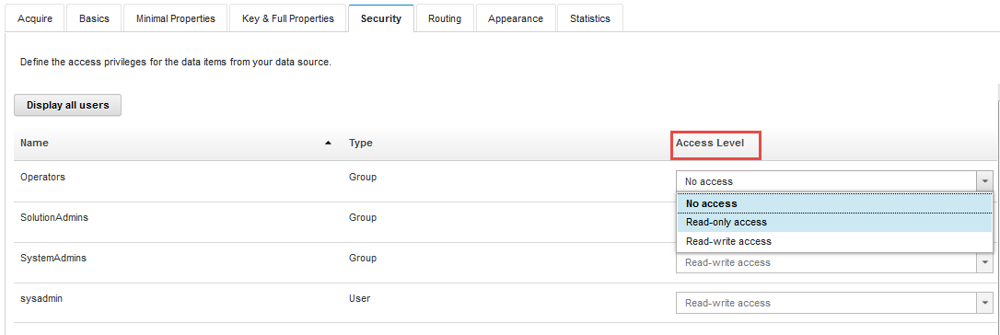 Acquire Basics Minimal Properties Key & Full Properties Security Routing Appearance Statistics
Define the access privileges for the data items from your data source.
Display all users
Name Type Access Level
Operators Group No access
No access
SolutionAdmins Group Read-only access
Read-write access
SystemAdmins Group Read-write access
sysadmin User Read-write access